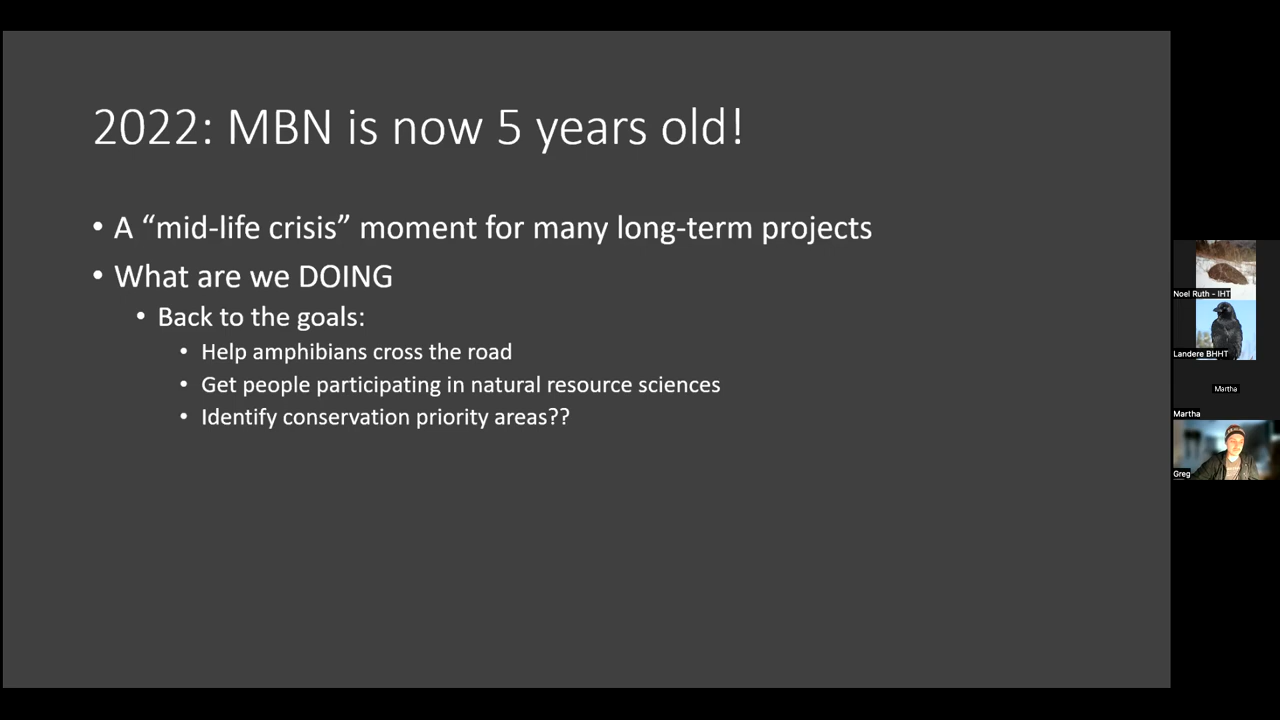 2022: MBN is now 5 years old!
• A “mid-life crisis” moment for many long-term projects
• What are we DOING
• Back to the goals:
• Help amphibians cross the road
• Get people participating in natural resource sciences
• Identify conservation priority areas??
Noel Ruth - IHT
Landere BHHT
Martha
Martha
Greg